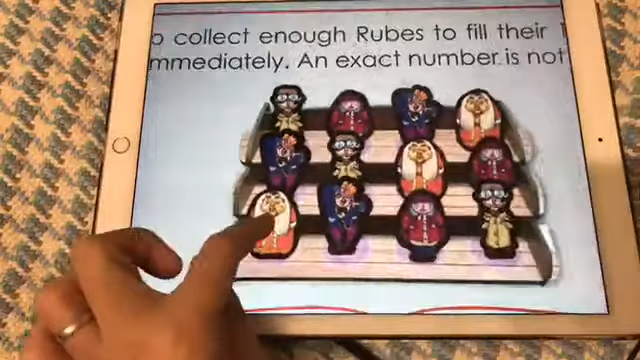 o collect enough Rubes to fill their
mmediately. An exact number is not